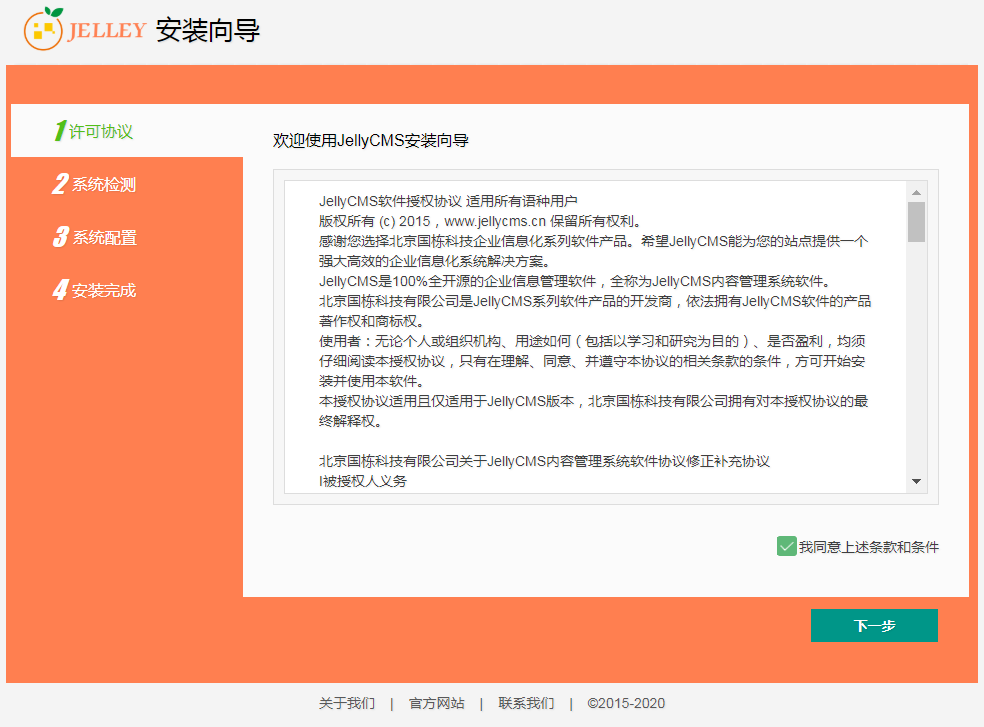 JELLEY 安装向导
1 许可协议
2 系统检测
3 系统配置
4 安装完成
欢迎使用JellyCMS安装向导
JellyCMS软件授权协议 适用所有语种用户
版权所有 (c) 2015，www.jellycms.cn 保留所有权利。
感谢您选择北京国栋科技企业信息化系列软件产品。希望JellyCMS能为您的站点提供一个
强大高效的企业信息化系统解决方案。
JellyCMS是100%全开源的企业信息管理软件，全称为JellyCMS内容管理系统软件。
北京国栋科技有限公司是JellyCMS系列软件产品的开发商，依法拥有JellyCMS软件的产品
著作权和商标权。
使用者：无论个人或组织机构、用途如何（包括以学习和研究为目的）、是否盈利，均须
仔细阅读本授权协议，只有在理解、同意、并遵守本协议的相关条款的条件，方可开始安
装并使用本软件。
本授权协议适用且仅适用于JellyCMS版本，北京国栋科技有限公司拥有对本授权协议的最
终解释权。
北京国栋科技有限公司关于JellyCMS内容管理系统软件协议修正补充协议
I被授权人义务
我同意上述条款和条件
下一步
关于我们 | 官方网站 | 联系我们 | ©2015-2020